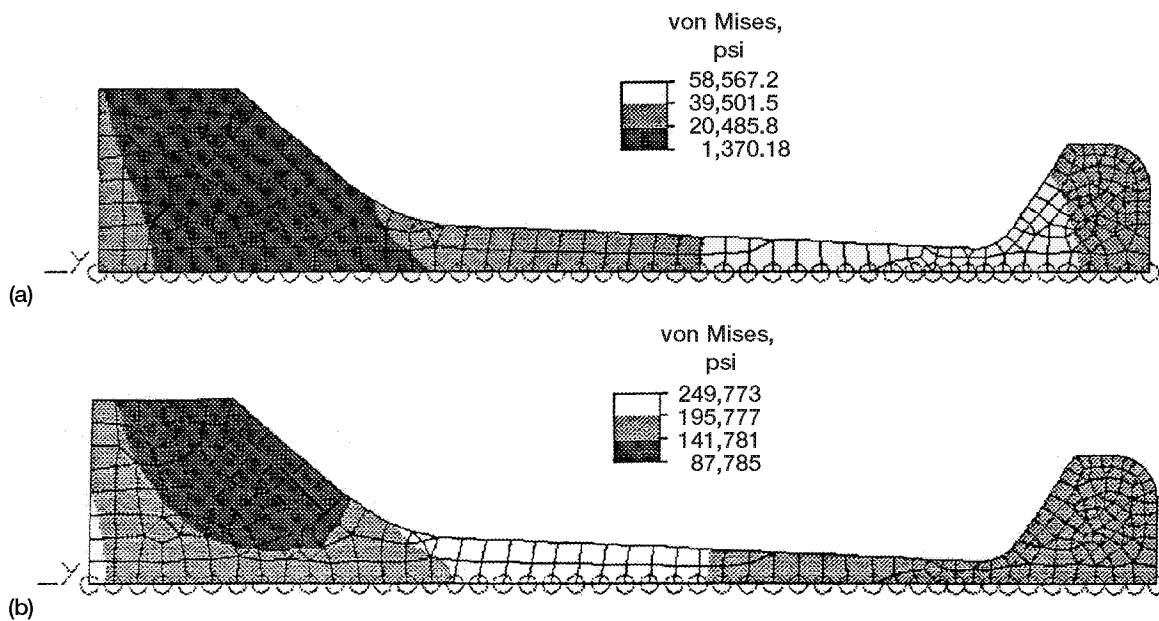 von Mises,
psi
58,567.2
39,501.5
20,485.8
1,370.18
Y
(a)
von Mises,
psi
249,773
195,777
141,781
87,785
Y
(b)